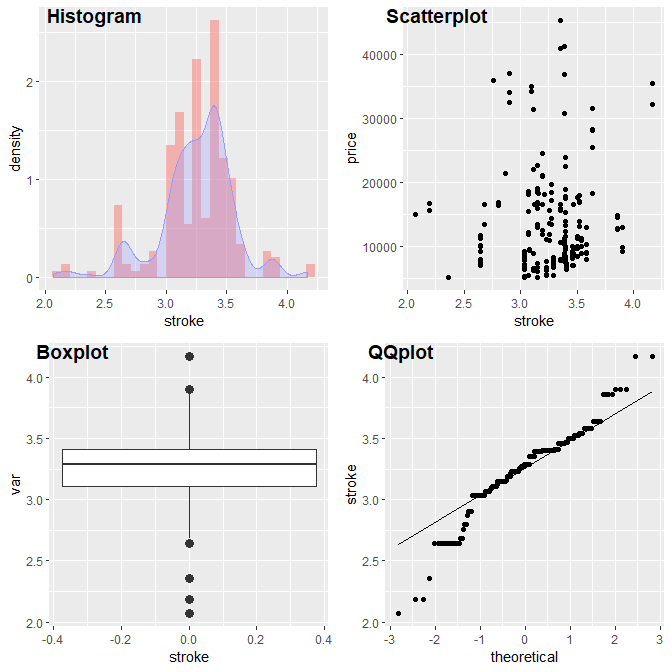 Histogram
density
2
1
0
2.0 2.5 3.0 3.5 4.0
stroke
Scatterplot
price
40000
30000
20000
10000
2.0 2.5 3.0 3.5 4.0
stroke
Boxplot
var
4.0
3.5
3.0
2.5
2.0
-0.4 -0.2 0.0 0.2 0.4
stroke
QQplot
stroke
4.0
3.5
3.0
2.5
2.0
-3 -2 -1 0 1 2 3
theoretical